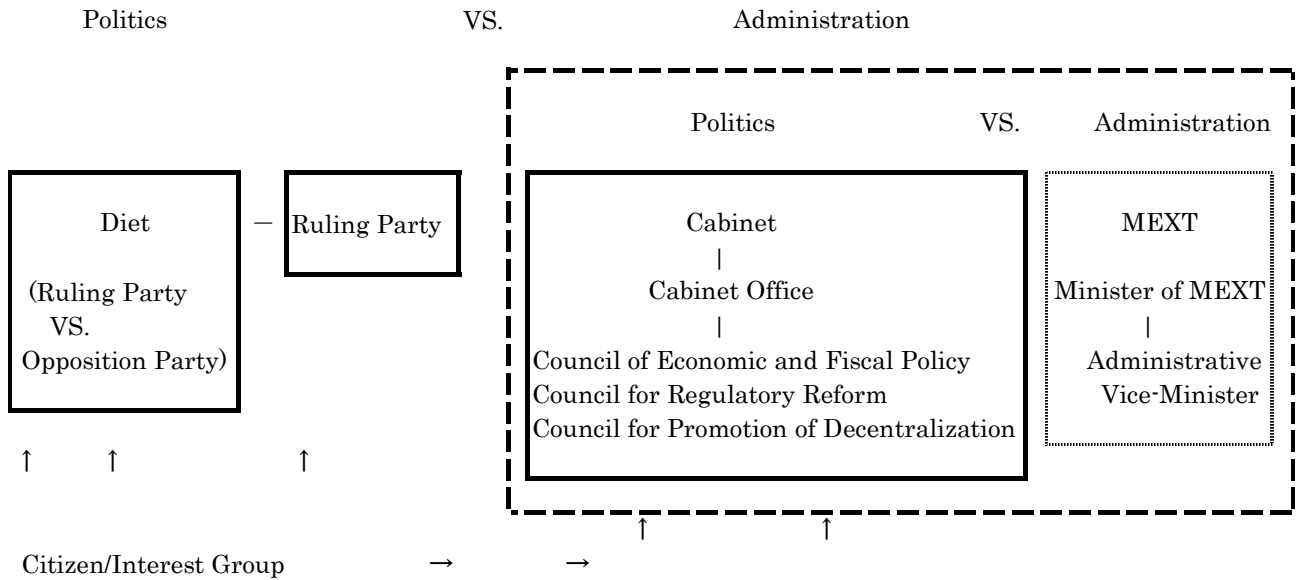 Politics VS. Administration
Politics VS. Administration
Diet － Ruling Party
(Ruling Party
VS.
Opposition Party)
Cabinet
|
Cabinet Office
|
Council of Economic and Fiscal Policy
Council for Regulatory Reform
Council for Promotion of Decentralization
MEXT
Minister of MEXT
|
Administrative
Vice-Minister
↑ ↑ ↑
↑ ↑
Citizen/Interest Group → →